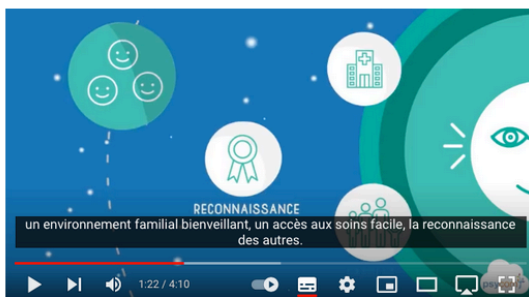 RECONNAISSANCE
un environnement familial bienveillant, un accès aux soins facile, la reconnaissance
des autres.
1:22 / 4:10